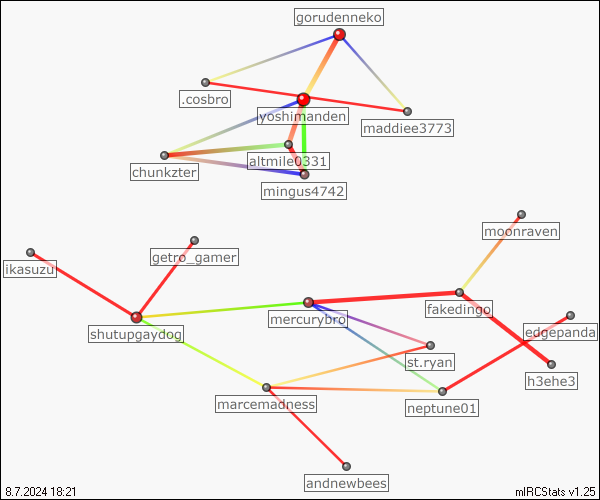 gorudenneko
.cosbro
yoshimanden
maddiee3773
altmile0331
chunkzter
mingus4742
moonraven
getro_gamer
ikasuzu
fakedingo
mercurybro
edgepanda
shutupgaydog
st.ryan
h3ehe3
marcemadness
neptune01
andnewbees
8.7.2024 18:21
mIRCStats v1.25